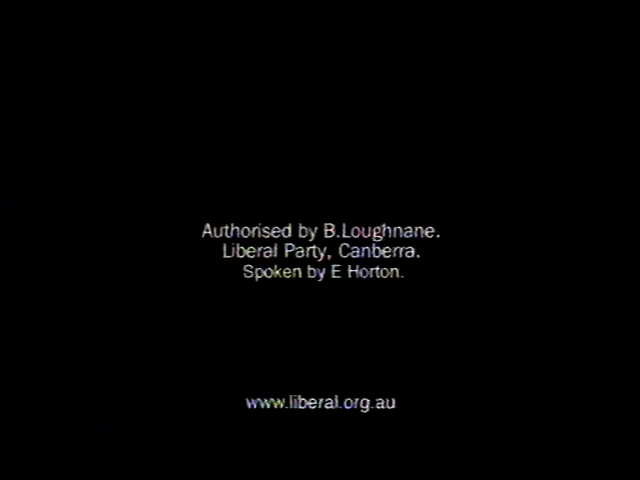 Authorised by B.Loughnane.
Liberal Party, Canberra.
Spoken by E Horton.
www.liberal.org.au